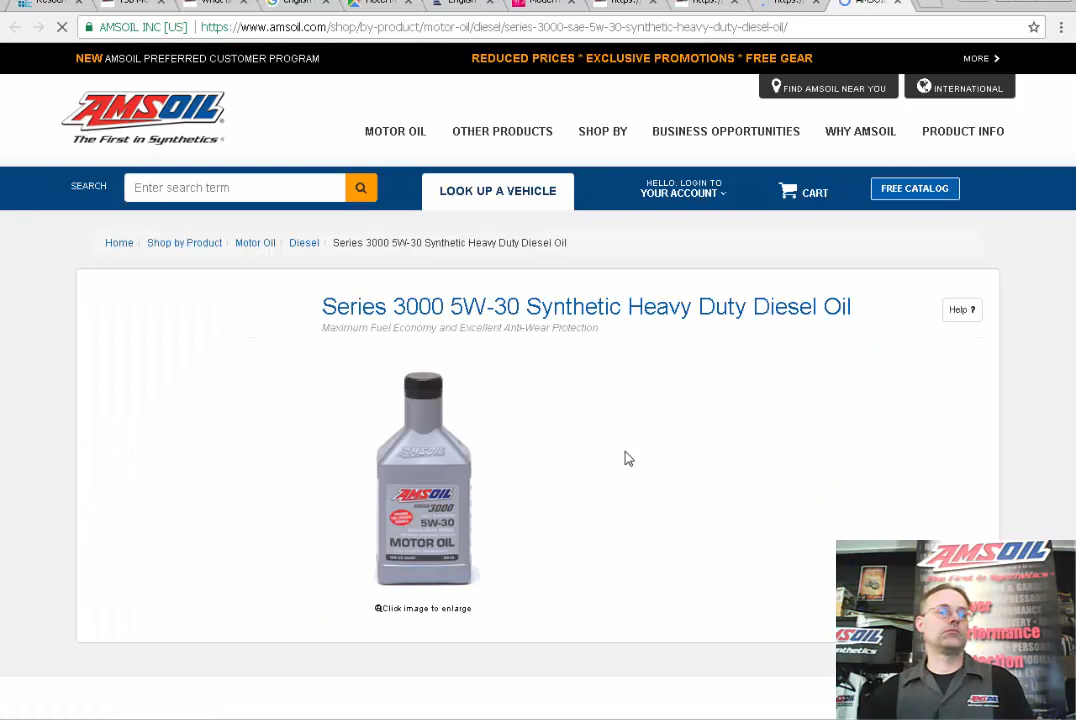 AMSOIL INC [US] https://www.amsoil.com/shop/by-product/motor-oil/diesel/series-3000-sae-5w-30-synthetic-heavy-duty-diesel-oil/
NEW AMSOIL PREFERRED CUSTOMER PROGRAM
REDUCED PRICES * EXCLUSIVE PROMOTIONS * FREE GEAR
MORE
FIND AMSOIL NEAR YOU
INTERNATIONAL
AMSOIL
The First in Synthetics
MOTOR OIL
OTHER PRODUCTS
SHOP BY
BUSINESS OPPORTUNITIES
WHY AMSOIL
PRODUCT INFO
SEARCH
Enter search term
LOOK UP A VEHICLE
HELLO, LOGIN TO
YOUR ACCOUNT
CART
FREE CATALOG
Home / Shop by Product / Motor Oil / Diesel / Series 3000 5W-30 Synthetic Heavy Duty Diesel Oil
Series 3000 5W-30 Synthetic Heavy Duty Diesel Oil
Help ?
Maximum Fuel Economy and Excellent Anti-Wear Protection
AMSOIL
AMSOIL
SERIES 3000
5W-30
MOTOR OIL
Click image to enlarge
AMSOIL
The First in Synthetics
AMSOIL